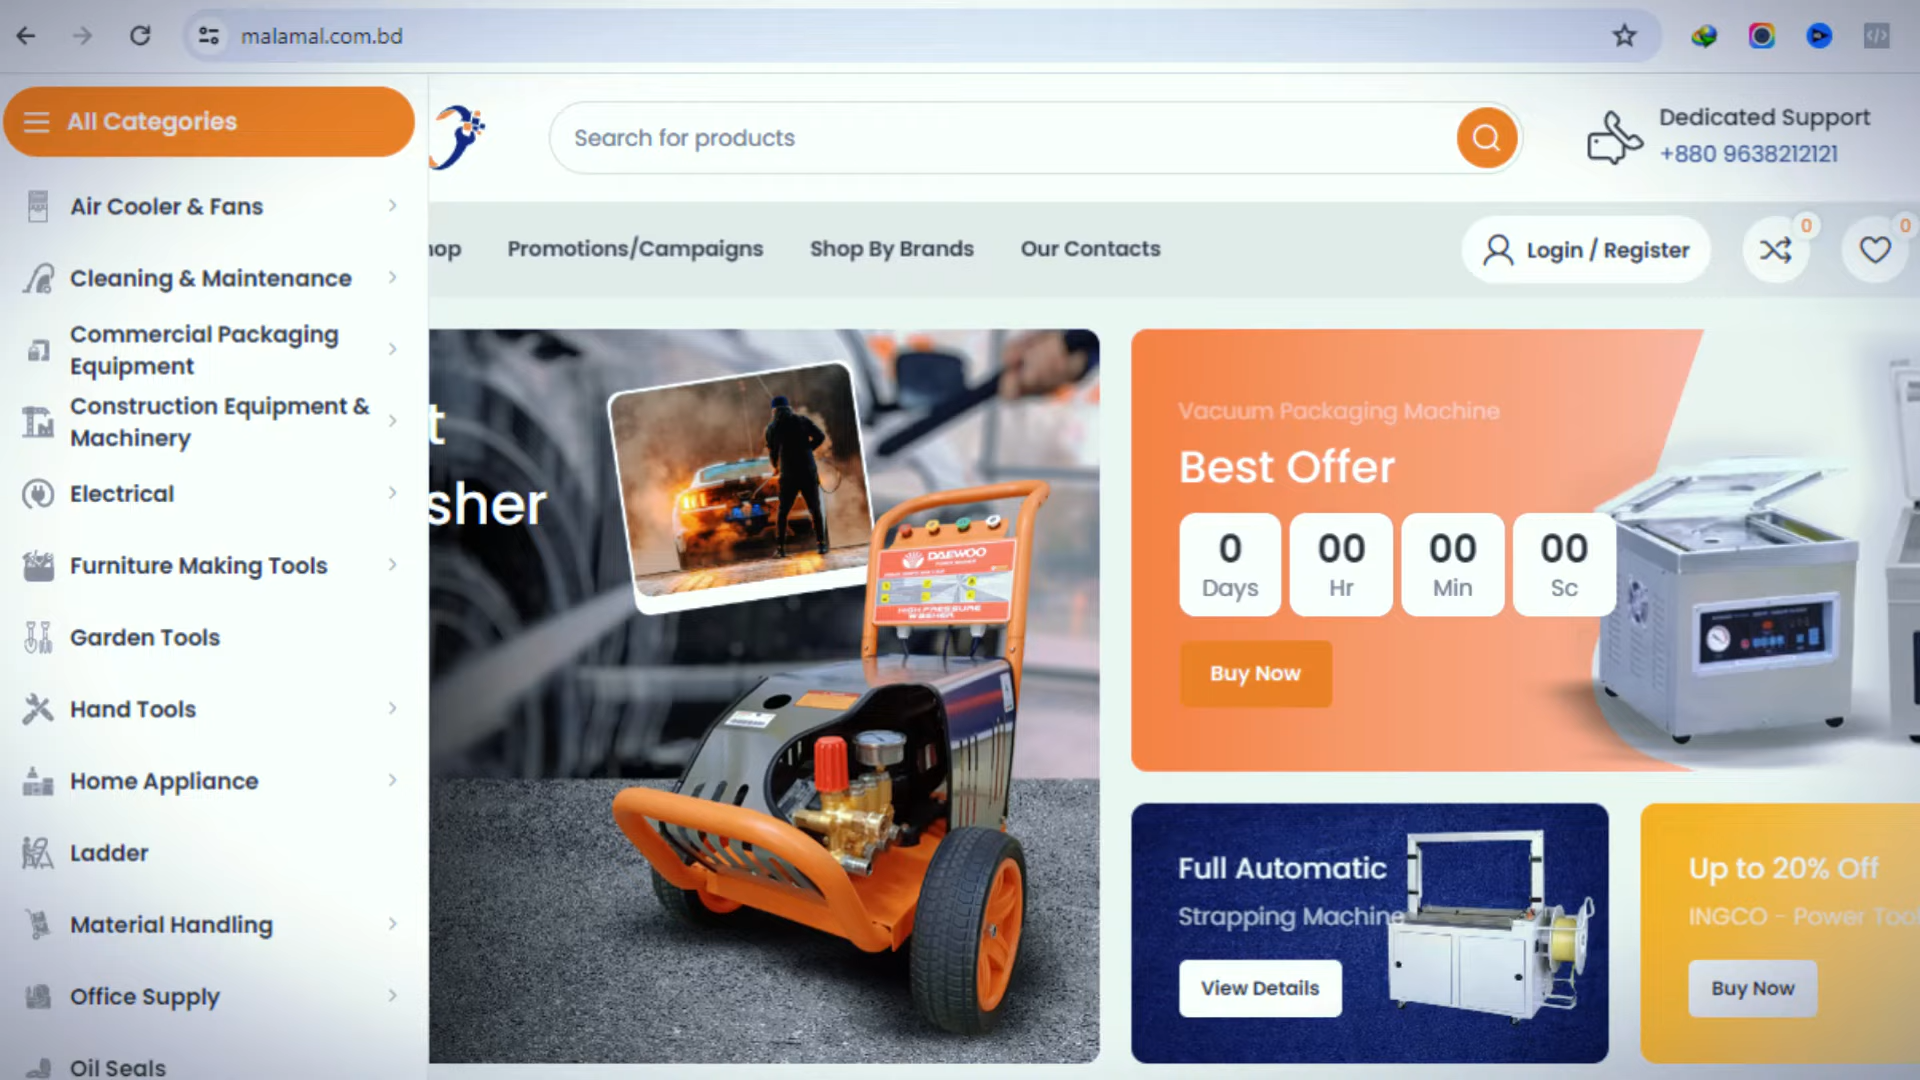 malamal.com.bd
All Categories
Search for products
Dedicated Support
+880 9638212121
Air Cooler & Fans
Cleaning & Maintenance
Commercial Packaging
Equipment
Construction Equipment &
Machinery
Electrical
Furniture Making Tools
Garden Tools
Hand Tools
Home Appliance
Ladder
Material Handling
Office Supply
Oil Seals
Promotions/Campaigns
Shop By Brands
Our Contacts
Login / Register
0
0
DAEWOO
HIGH PRESSURE
WASHER
Vacuum Packaging Machine
Best Offer
0 00 00 00
Days Hr Min Sc
Buy Now
Full Automatic
Strapping Machine
View Details
Up to 20% Off
INGCO - Power
Buy Now